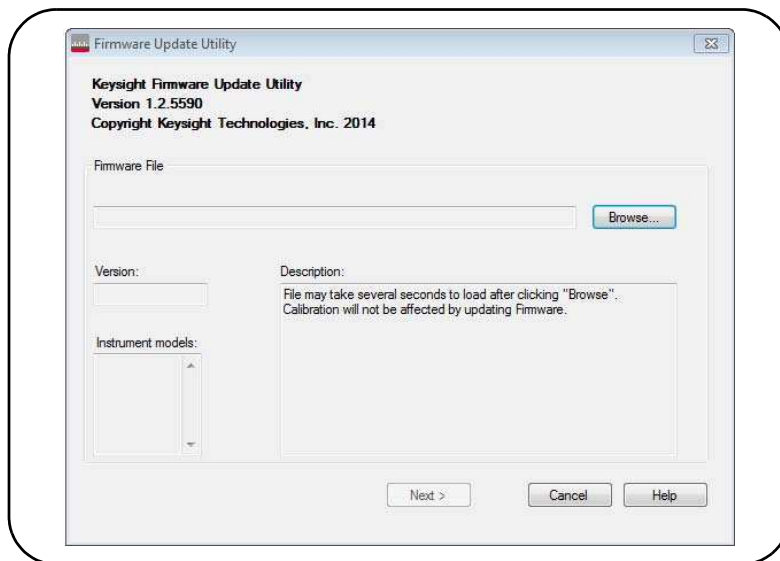 Firmware Update Utility
Keysight Firmware Update Utility
Version 1.2.5590
Copyright Keysight Technologies, Inc. 2014
Firmware File
Browse...
Version:
Description:
File may take several seconds to load after clicking "Browse".
Calibration will not be affected by updating Firmware.
Instrument models:
Next >
Cancel
Help